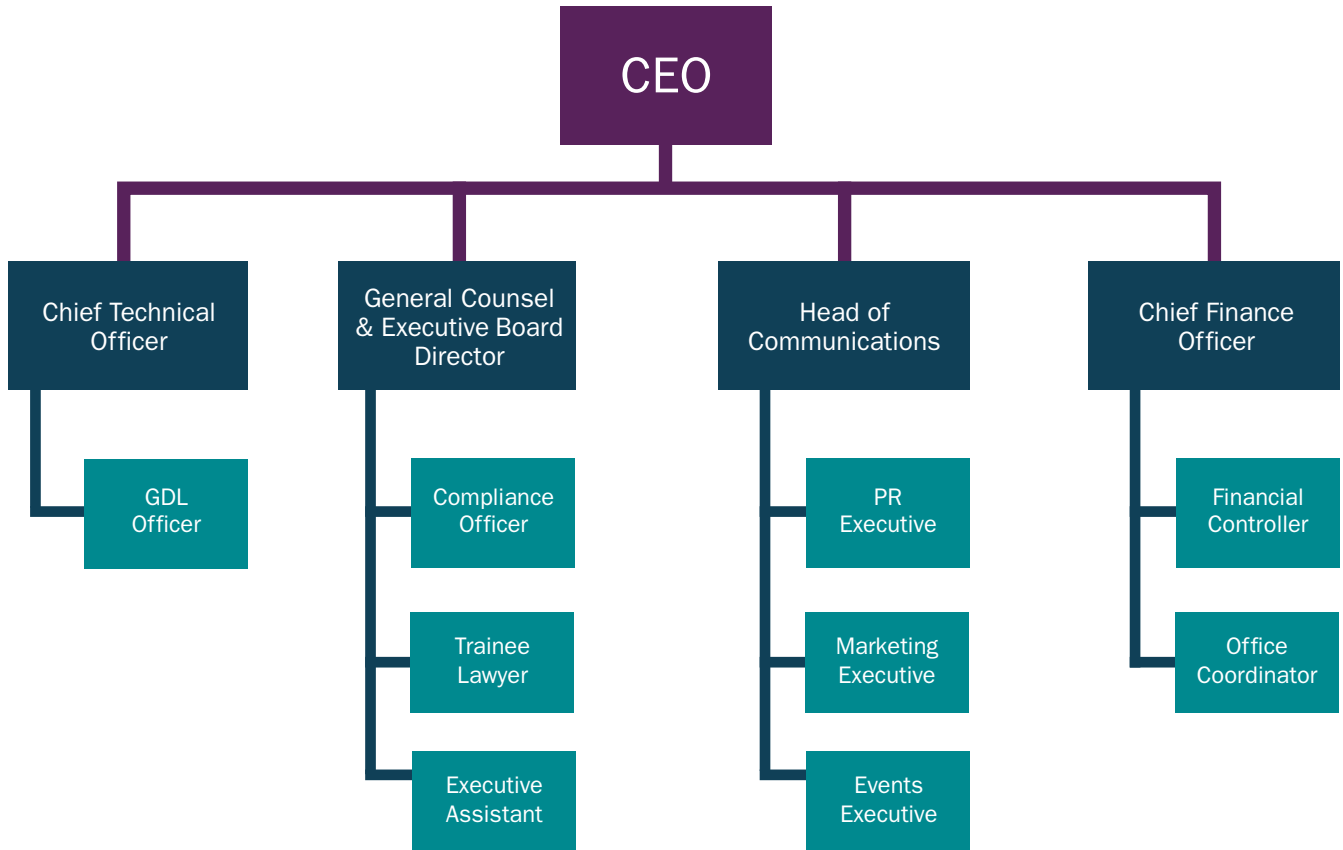 CEO
Chief Technical
Officer
General Counsel
& Executive Board
Director
Head of
Communications
Chief Finance
Officer
GDL
Officer
Compliance
Officer
PR
Executive
Financial
Controller
Trainee
Lawyer
Marketing
Executive
Office
Coordinator
Executive
Assistant
Events
Executive